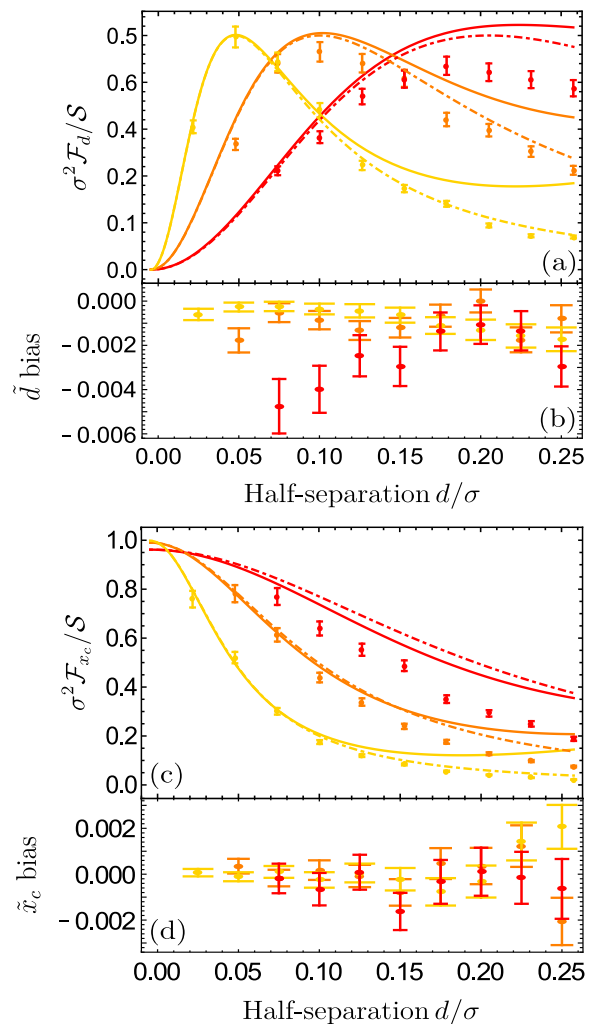 σ²ℱ_d/𝒮
0.5
0.6
0.4
0.2
0.1
0.0
(a)
d̃ bias
0.000
−0.002
−0.004
−0.006
(b)
0.00 0.05 0.10 0.15 0.20 0.25
Half-separation d/σ
σ²ℱ_{x_c}/𝒮
1.0
0.8
0.6
0.4
0.2
0.0
(c)
x̃_c bias
0.002
0.000
−0.002
(d)
0.00 0.05 0.10 0.15 0.20 0.25
Half-separation d/σ